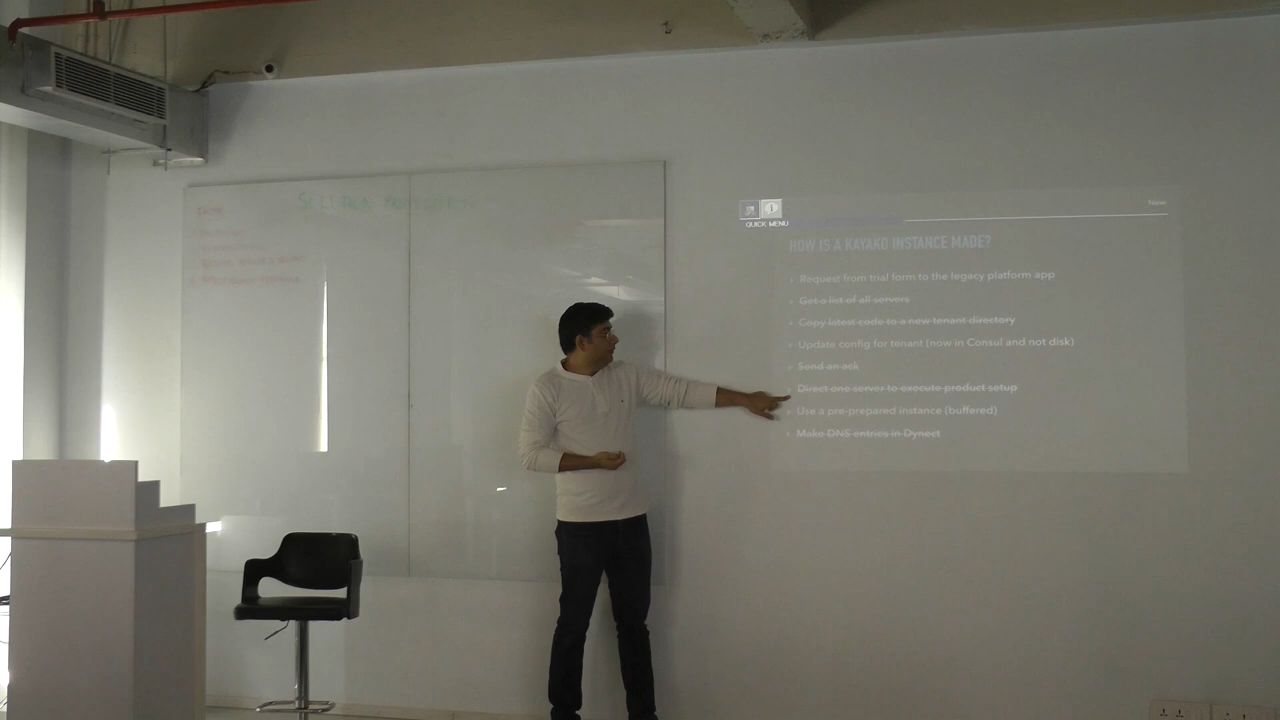 New
QUICK MENU
HOW IS A KAYAKO INSTANCE MADE?
Request from trial form to the legacy platform app
Get a list of all servers
Copy latest code to a new tenant directory
Update config for tenant (now in Consul and not disk)
Send an ack
Direct one server to execute product setup
Use a pre-prepared instance (buffered)
Make DNS entries in Dynect